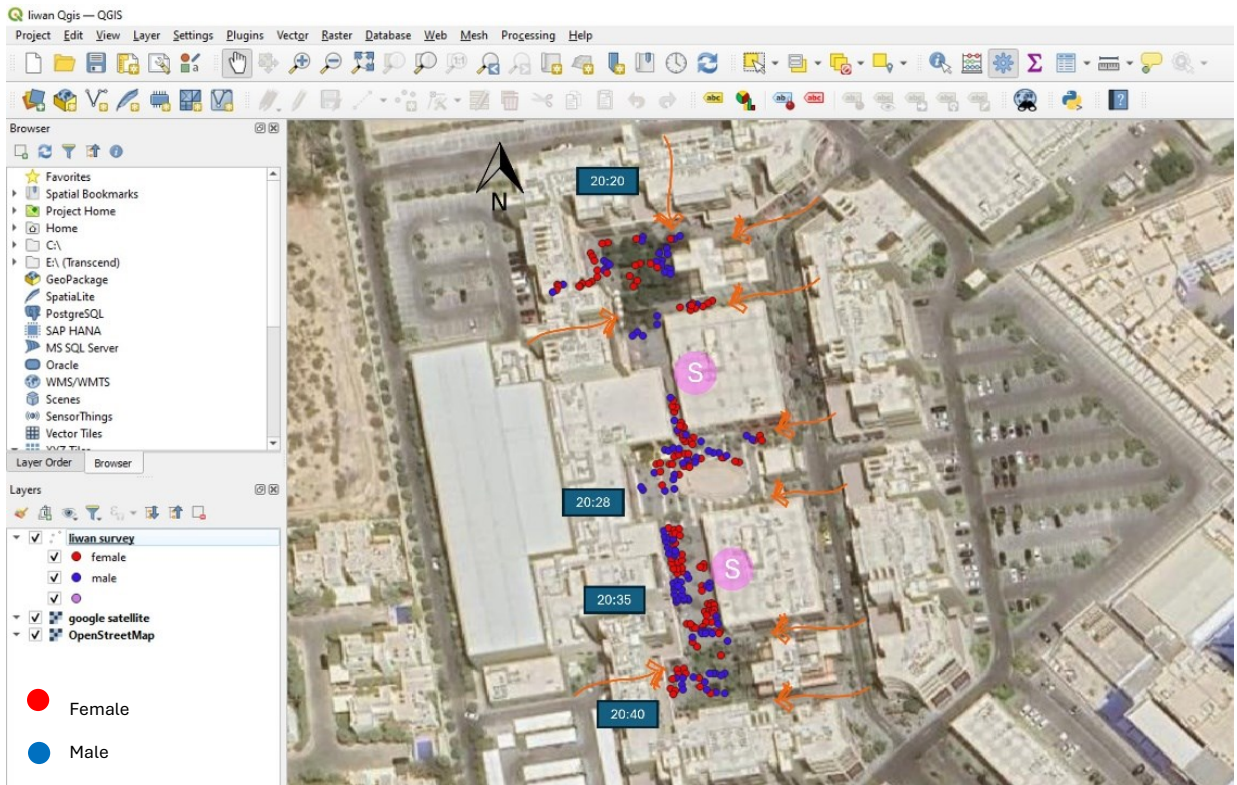 liwan Qgis — QGIS
Project Edit View Layer Settings Plugins Vector Raster Database Web Mesh Processing Help
Browser
Favorites
Spatial Bookmarks
Project Home
Home
C:\
E:\ (Transcend)
GeoPackage
SpatiaLite
PostgreSQL
SAP HANA
MS SQL Server
Oracle
WMS/WMTS
Scenes
SensorThings
Vector Tiles
Layer Order Browser
Layers
liwan survey
female
male
google satellite
OpenStreetMap
Female
Male
N
20:20
S
20:28
S
20:35
20:40